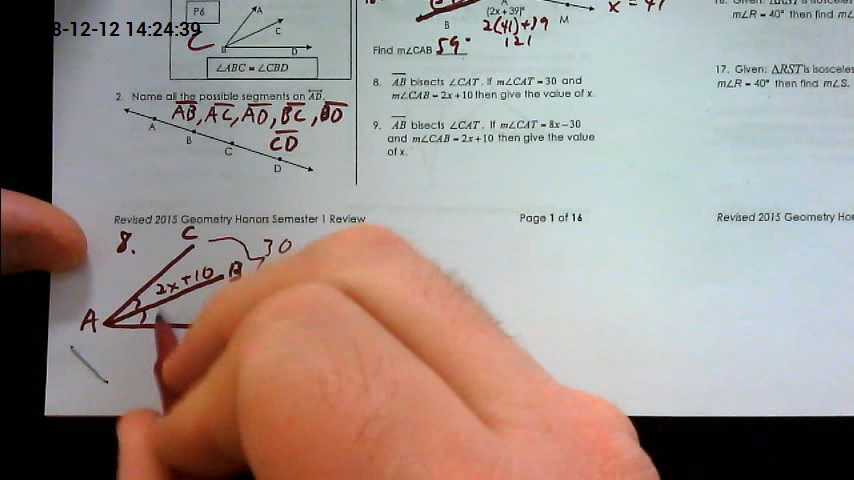 8-12-12 14:24:39
P6
A
C
B
D
C
∠ABC = ∠CBD
2. Name all the possible segments on AD.
AB, AC, AD, BC, BD
CD
A
B
C
D
(2x + 39)°
B
M
2(41)+39
121
x = 41
Find m∠CAB 59°
8. AB bisects ∠CAT. If m∠CAT = 30 and
m∠CAB = 2x + 10 then give the value of x.
9. AB bisects ∠CAT. If m∠CAT = 8x − 30
and m∠CAB = 2x + 10 then give the value
of x.
m∠R = 40° then find m∠
17. Given: ΔRST is isosceles
m∠R = 40° then find m∠S.
Revised 2015 Geometry Honors Semester 1 Review
Page 1 of 16
Revised 2015 Geometry Ho
8.
C
30
2x+10
B
A